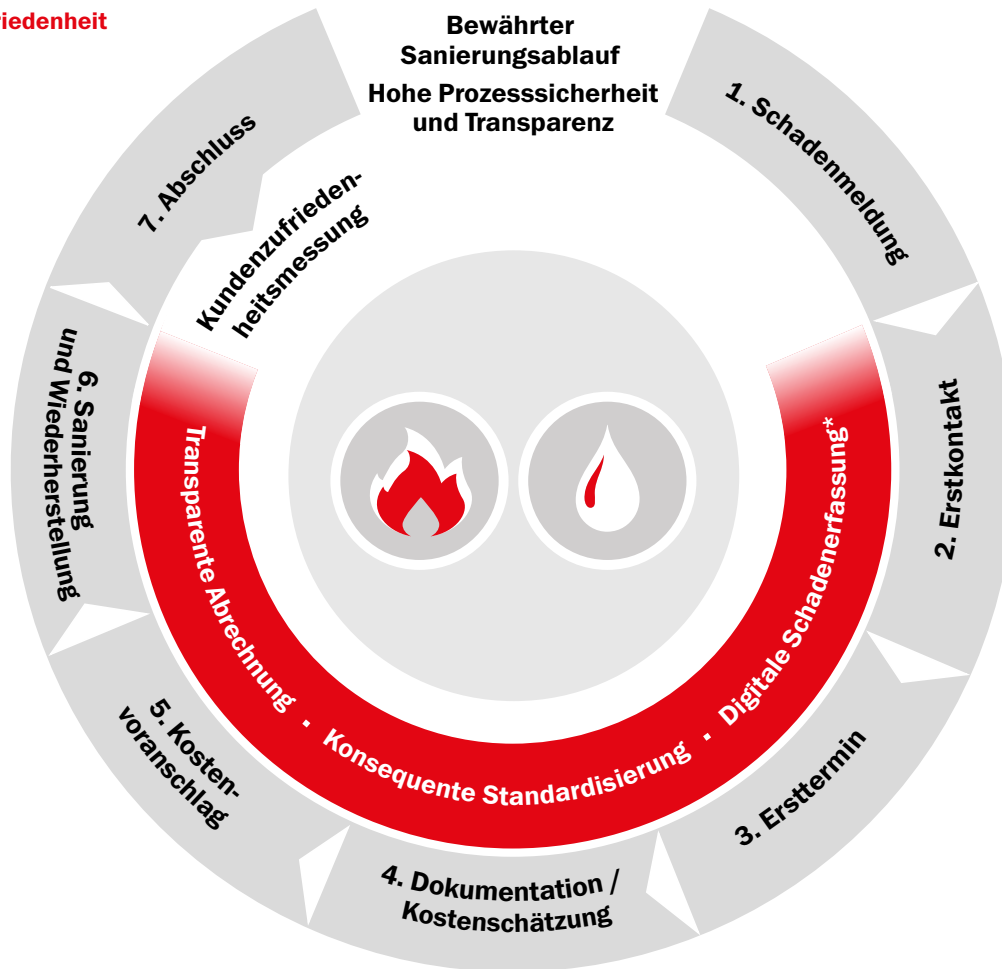 riedenheit
Bewährter
Sanierungsablauf
Hohe Prozesssicherheit
und Transparenz
1. Schadenmeldung
2. Erstkontakt
3. Ersttermin
4. Dokumentation /
Kostenschätzung
5. Kosten-
voranschlag
6. Sanierung
und Wiederherstellung
7. Abschluss
Kundenzufrieden-
heitsmessung
Transparente Abrechnung · Konsequente Standardisierung · Digitale Schadenerfassung*